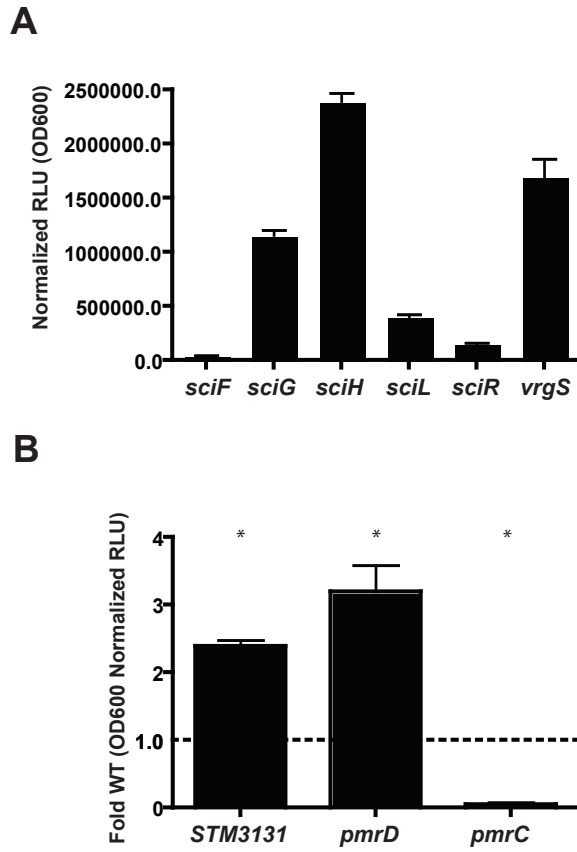 A
Normalized RLU (OD600)
2500000.0
2000000.0
1500000.0
1000000.0
500000.0
0.0
sciF sciG sciH sciL sciR vrgS
B
Fold WT (OD600 Normalized RLU)
* * *
4
3
2
1.0
0
STM3131 pmrD pmrC